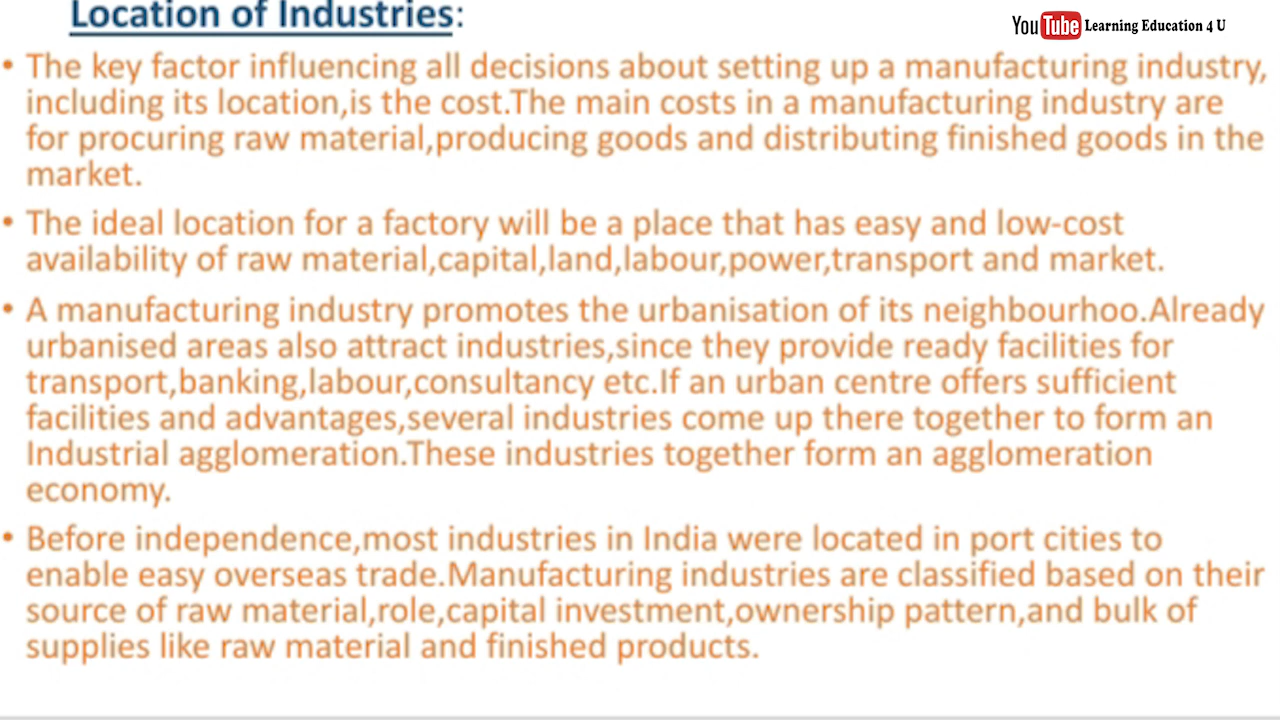 Location of Industries:
YouTube Learning Education 4 U
• The key factor influencing all decisions about setting up a manufacturing industry,
including its location,is the cost.The main costs in a manufacturing industry are
for procuring raw material,producing goods and distributing finished goods in the
market.
• The ideal location for a factory will be a place that has easy and low-cost
availability of raw material,capital,land,labour,power,transport and market.
• A manufacturing industry promotes the urbanisation of its neighbourhoo.Already
urbanised areas also attract industries,since they provide ready facilities for
transport,banking,labour,consultancy etc.If an urban centre offers sufficient
facilities and advantages,several industries come up there together to form an
Industrial agglomeration.These industries together form an agglomeration
economy.
• Before independence,most industries in India were located in port cities to
enable easy overseas trade.Manufacturing industries are classified based on their
source of raw material,role,capital investment,ownership pattern,and bulk of
supplies like raw material and finished products.